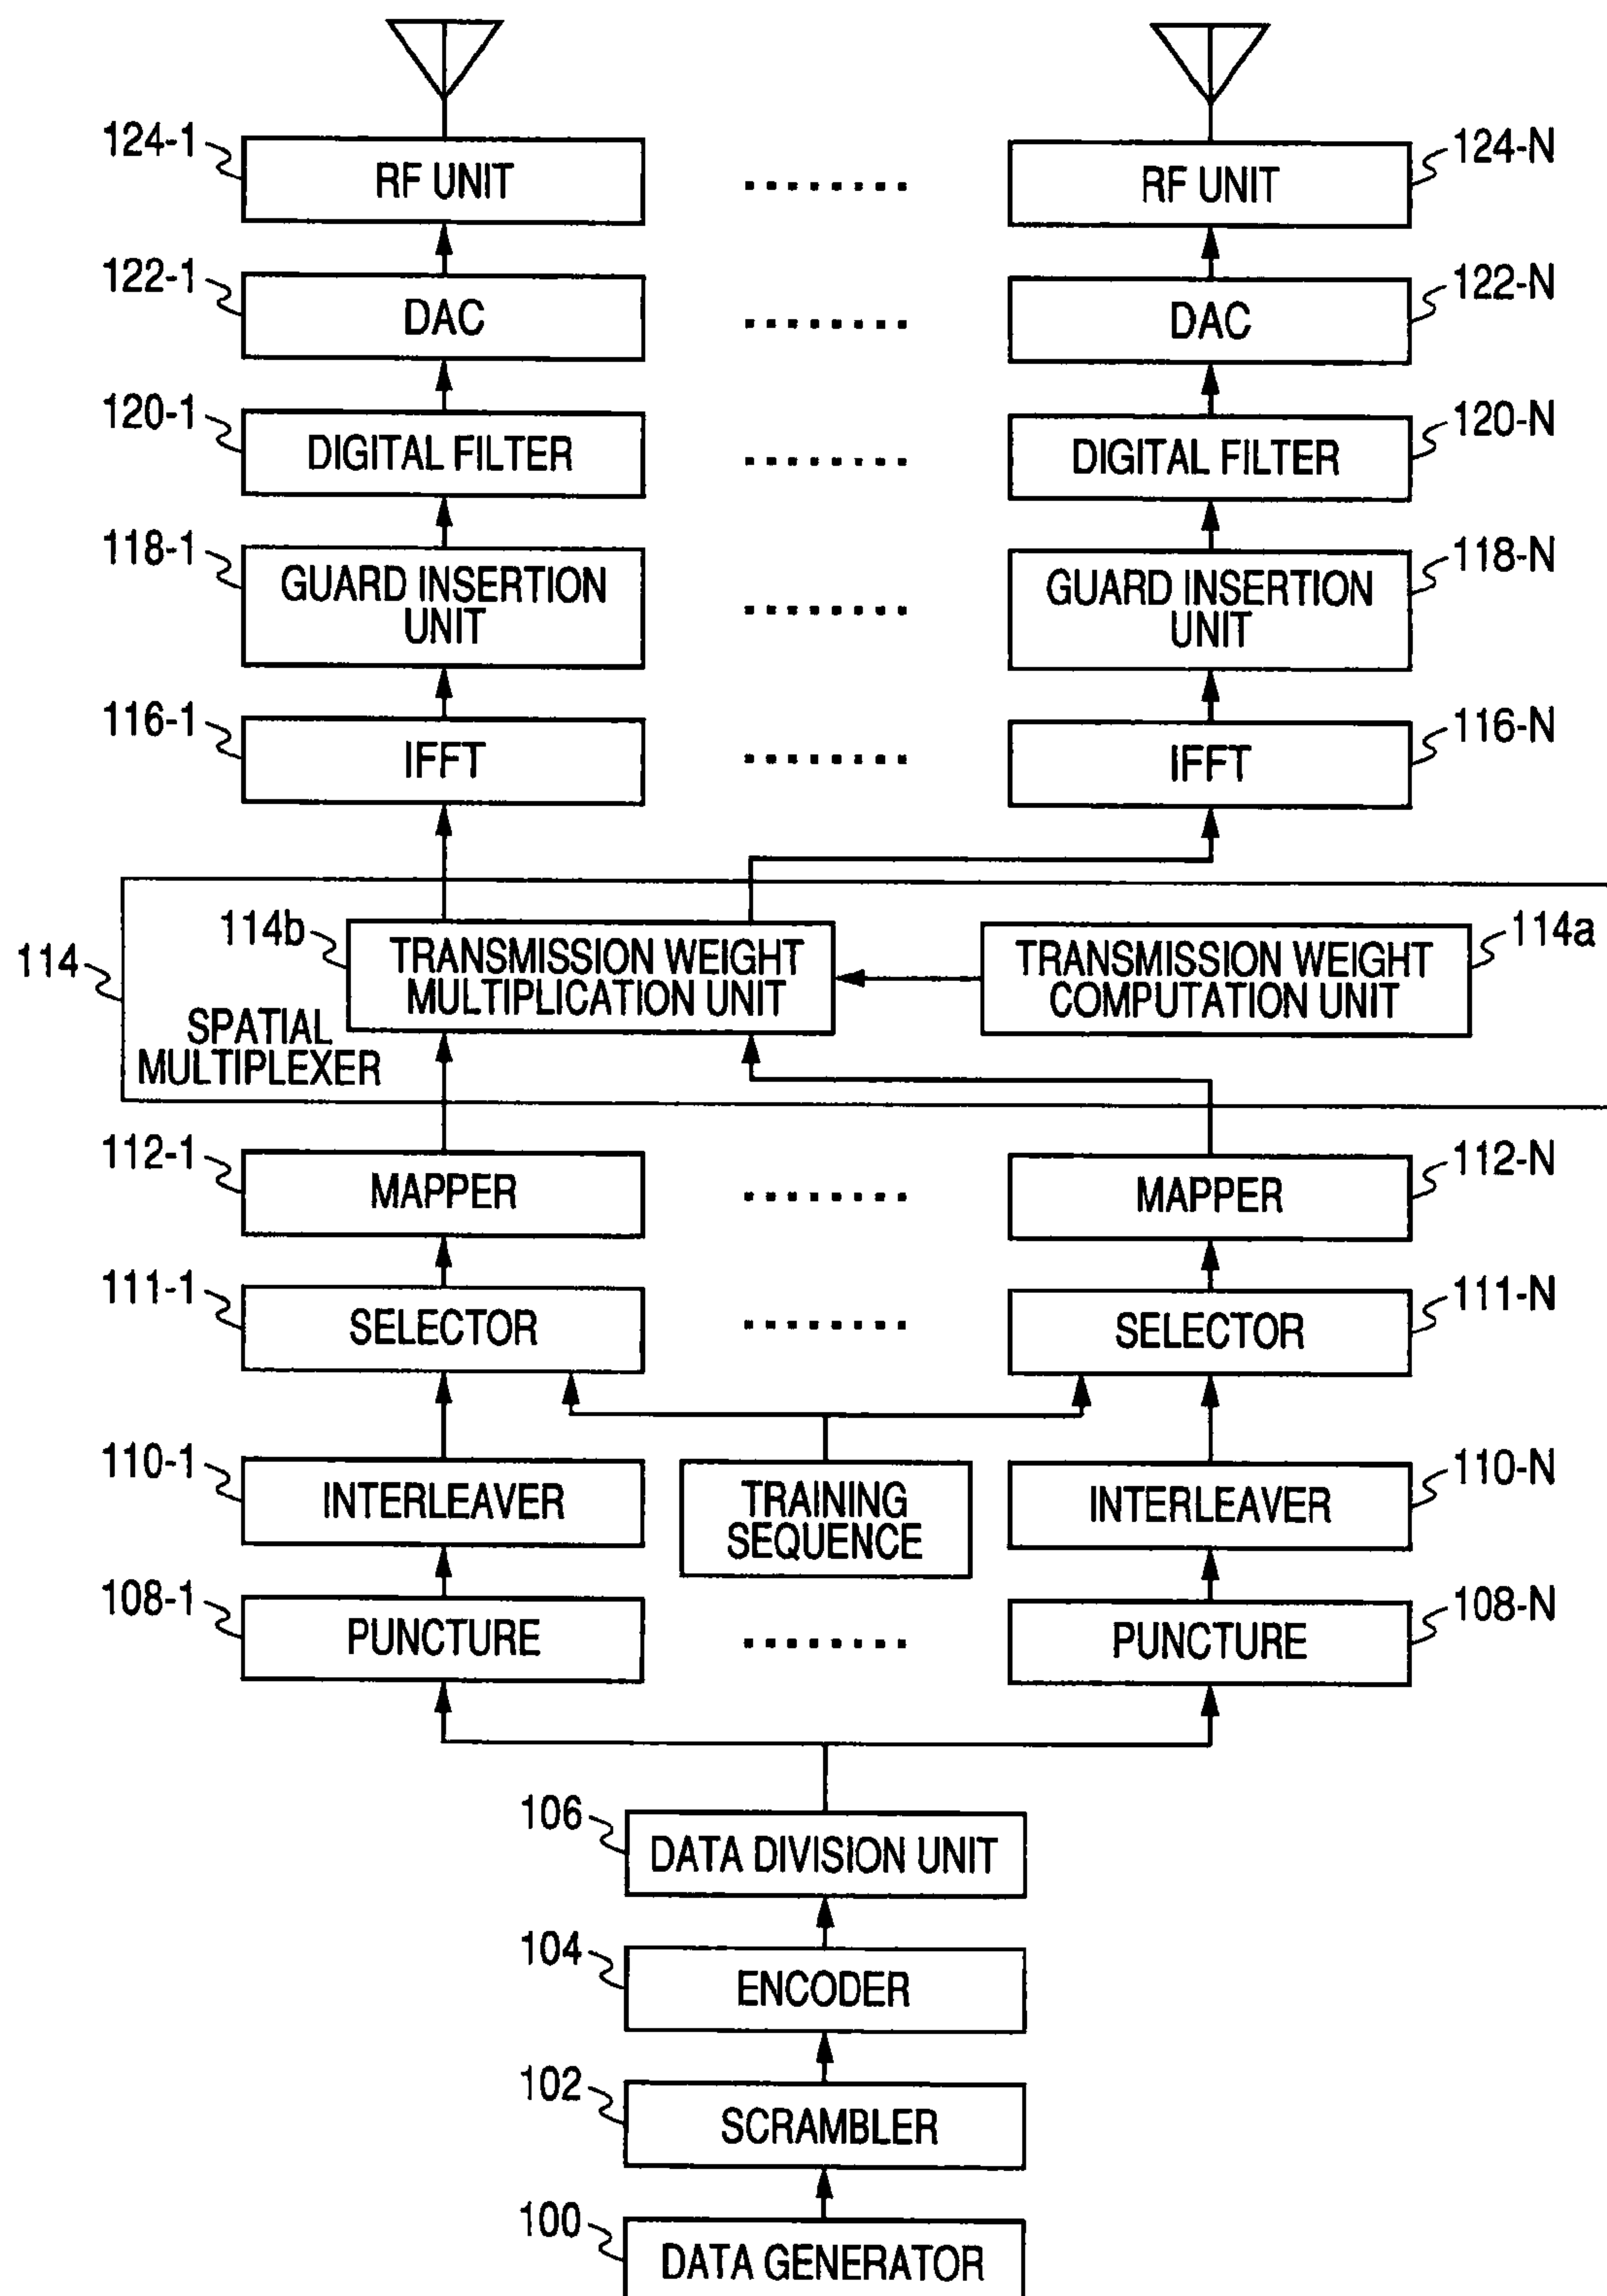 124-1
RF UNIT
RF UNIT
124-N
122-1
DAC
DAC
122-N
120-1
DIGITAL FILTER
DIGITAL FILTER
120-N
118-1
GUARD INSERTION
UNIT
GUARD INSERTION
UNIT
118-N
116-1
IFFT
IFFT
116-N
114
SPATIAL
MULTIPLEXER
114b
TRANSMISSION WEIGHT
MULTIPLICATION UNIT
TRANSMISSION WEIGHT
COMPUTATION UNIT
114a
112-1
MAPPER
MAPPER
112-N
111-1
SELECTOR
SELECTOR
111-N
110-1
INTERLEAVER
TRAINING
SEQUENCE
INTERLEAVER
110-N
108-1
PUNCTURE
PUNCTURE
108-N
106
DATA DIVISION UNIT
104
ENCODER
102
SCRAMBLER
100
DATA GENERATOR